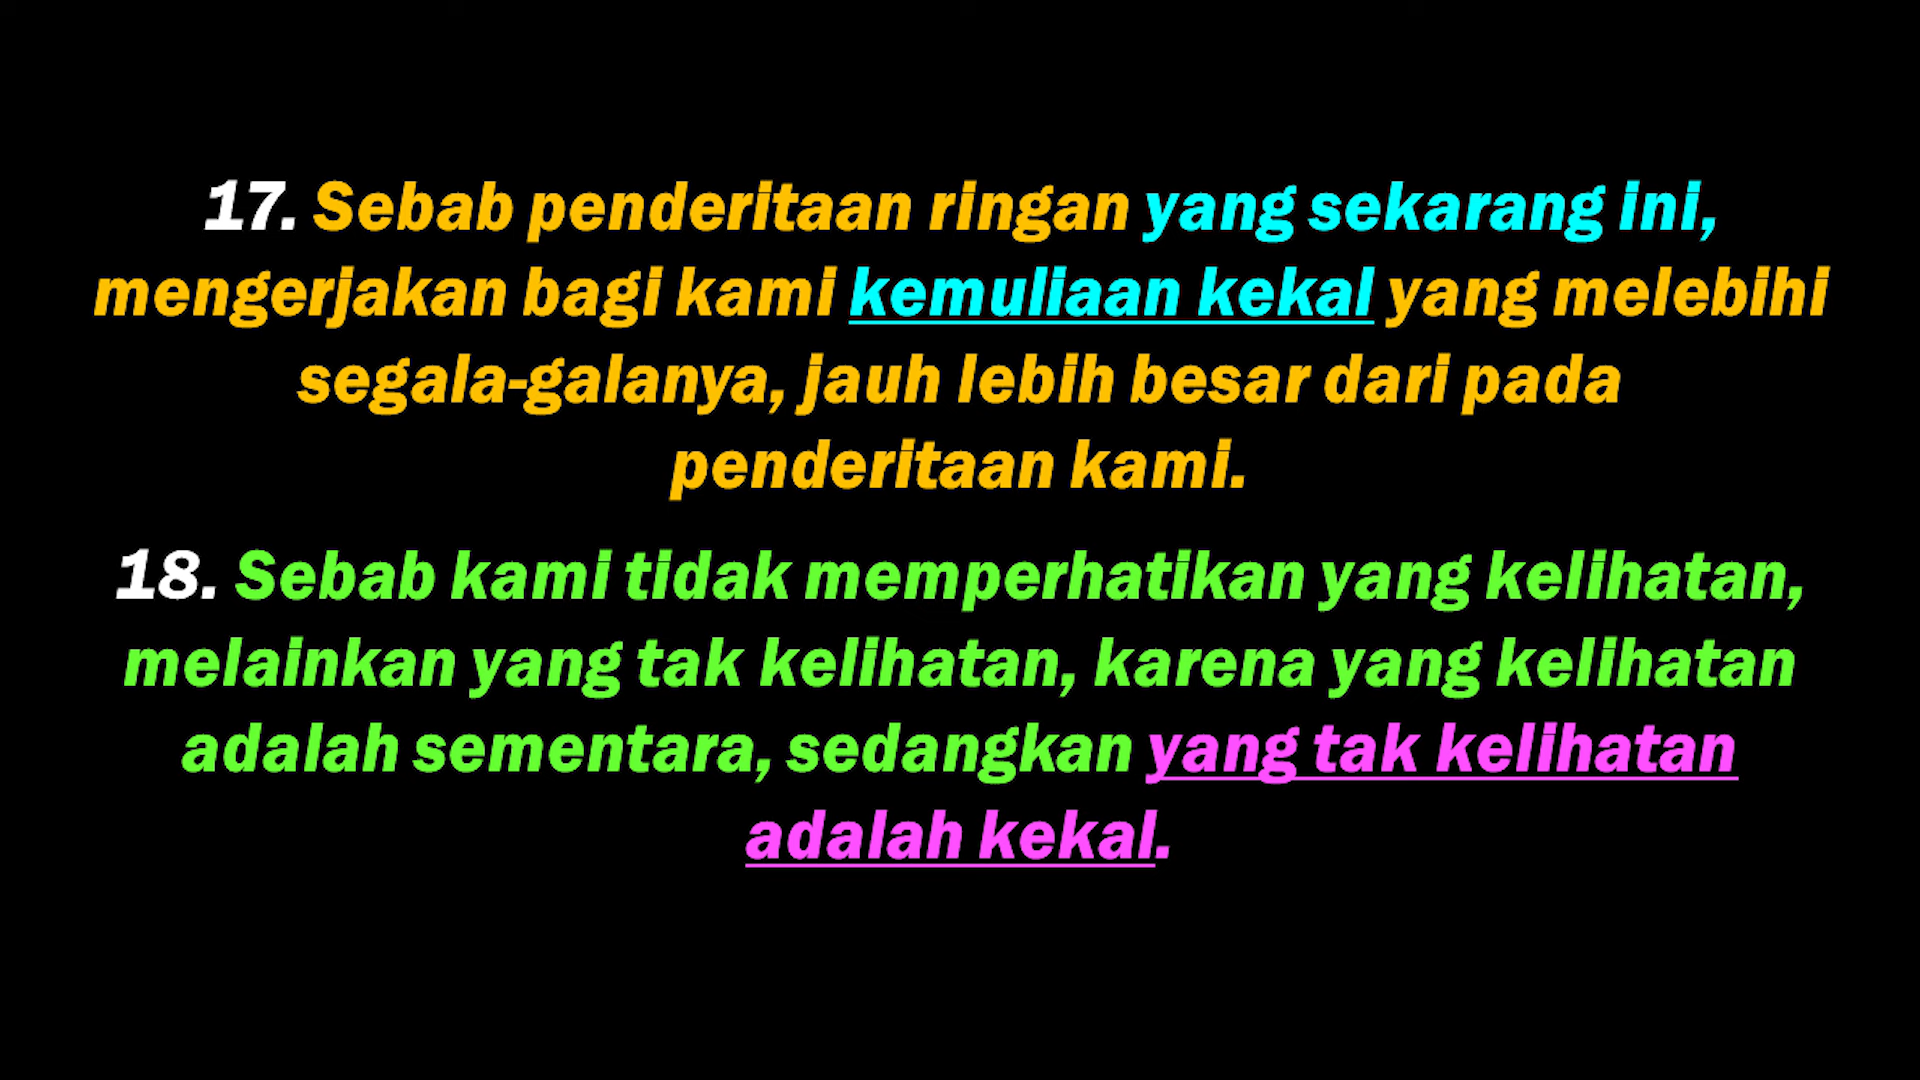 17. Sebab penderitaan ringan yang sekarang ini,
mengerjakan bagi kami kemuliaan kekal yang melebihi
segala-galanya, jauh lebih besar dari pada
penderitaan kami.
18. Sebab kami tidak memperhatikan yang kelihatan,
melainkan yang tak kelihatan, karena yang kelihatan
adalah sementara, sedangkan yang tak kelihatan
adalah kekal.